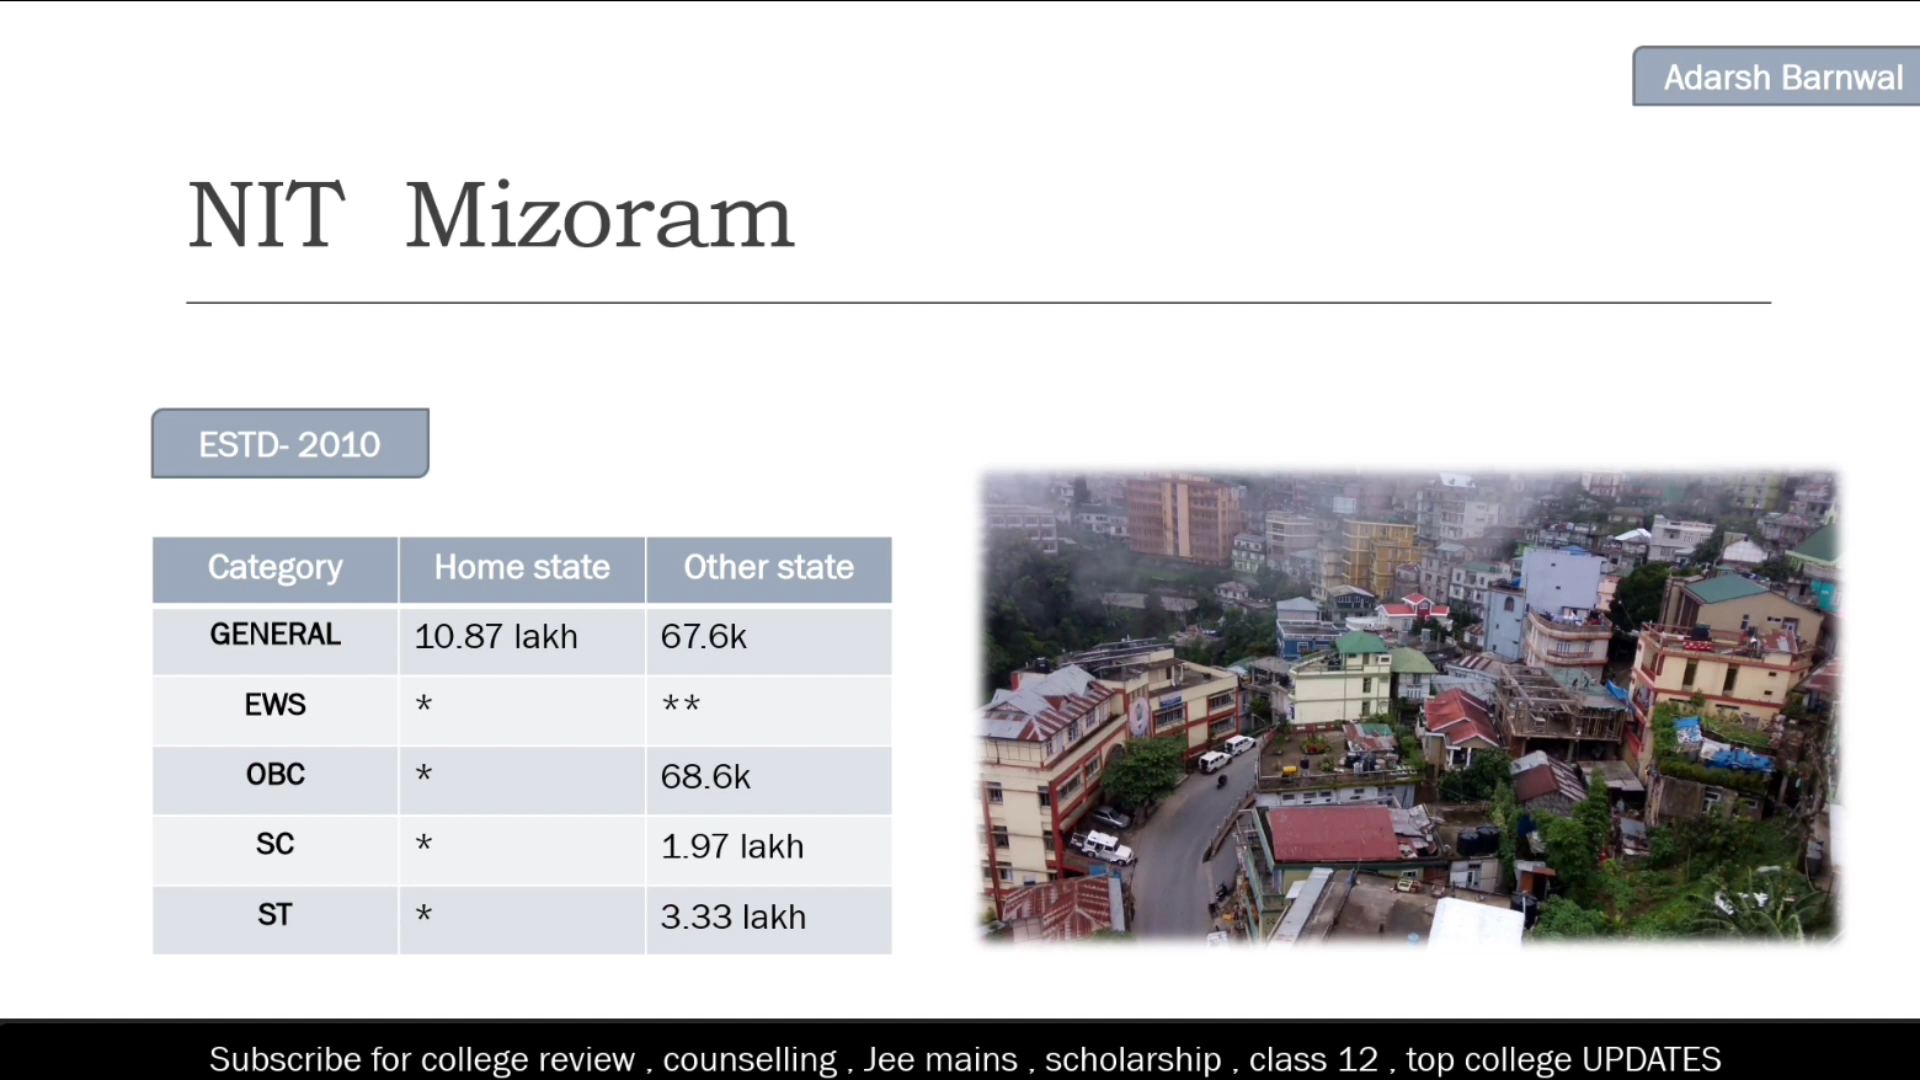 Adarsh Barnwal
NIT Mizoram
ESTD- 2010
Category Home state Other state
GENERAL 10.87 lakh 67.6k
EWS * **
OBC * 68.6k
SC * 1.97 lakh
ST * 3.33 lakh
Subscribe for college review , counselling , Jee mains , scholarship , class 12 , top college UPDATES